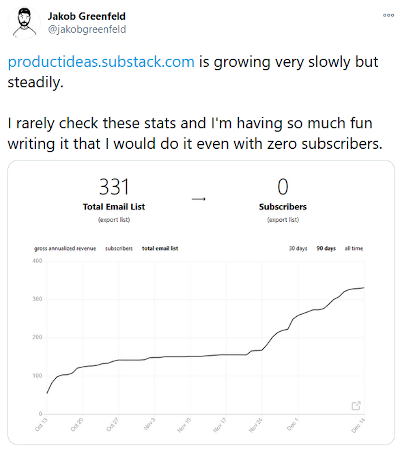 Jakob Greenfeld
@jakobgreenfeld
productideas.substack.com is growing very slowly but
steadily.
I rarely check these stats and I'm having so much fun
writing it that I would do it even with zero subscribers.
331 → 0
Total Email List Subscribers
(export list) (export list)
gross annualized revenue subscribers total email list 30 days 90 days all time
400
300
200
100
0
Oct 13 Oct 20 Oct 27 Nov 3 Nov 10 Nov 17 Nov 26 Dec 1 Dec 14